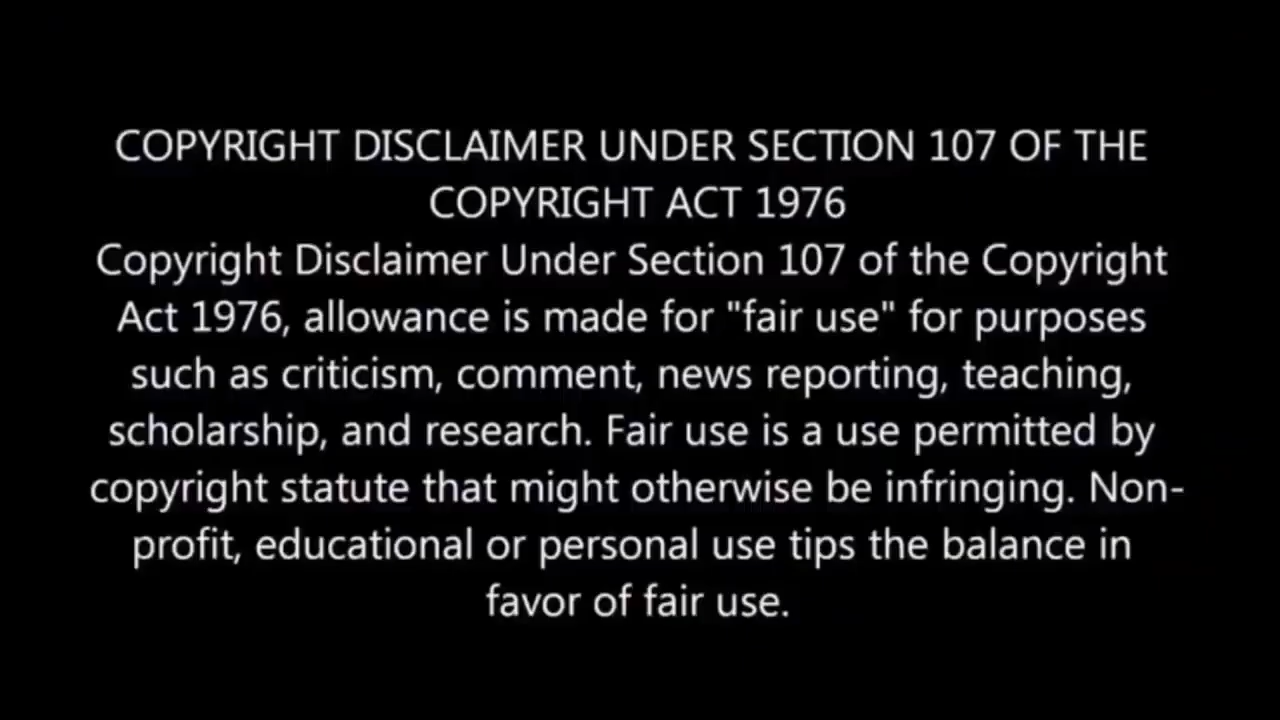 COPYRIGHT DISCLAIMER UNDER SECTION 107 OF THE
COPYRIGHT ACT 1976
Copyright Disclaimer Under Section 107 of the Copyright
Act 1976, allowance is made for "fair use" for purposes
such as criticism, comment, news reporting, teaching,
scholarship, and research. Fair use is a use permitted by
copyright statute that might otherwise be infringing. Non-
profit, educational or personal use tips the balance in
favor of fair use.